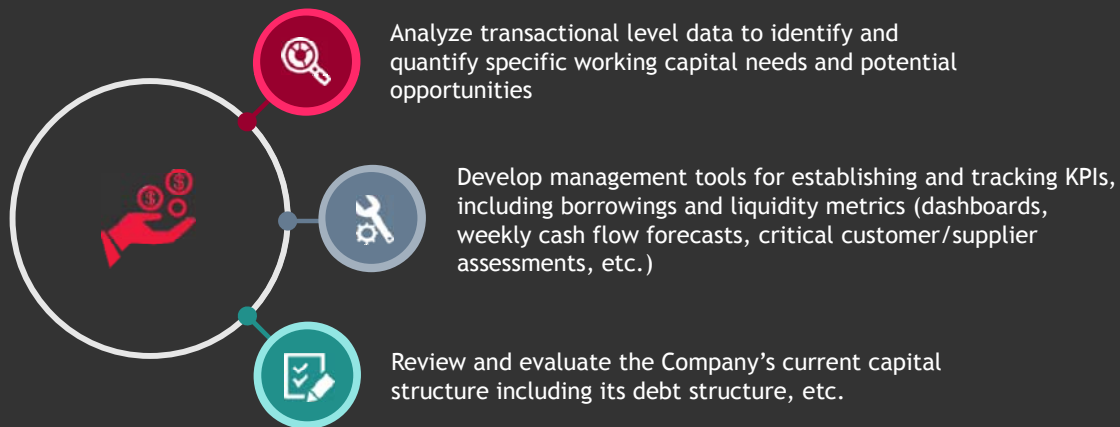 Analyze transactional level data to identify and
quantify specific working capital needs and potential
opportunities
Develop management tools for establishing and tracking KPIs,
including borrowings and liquidity metrics (dashboards,
weekly cash flow forecasts, critical customer/supplier
assessments, etc.)
Review and evaluate the Company’s current capital
structure including its debt structure, etc.